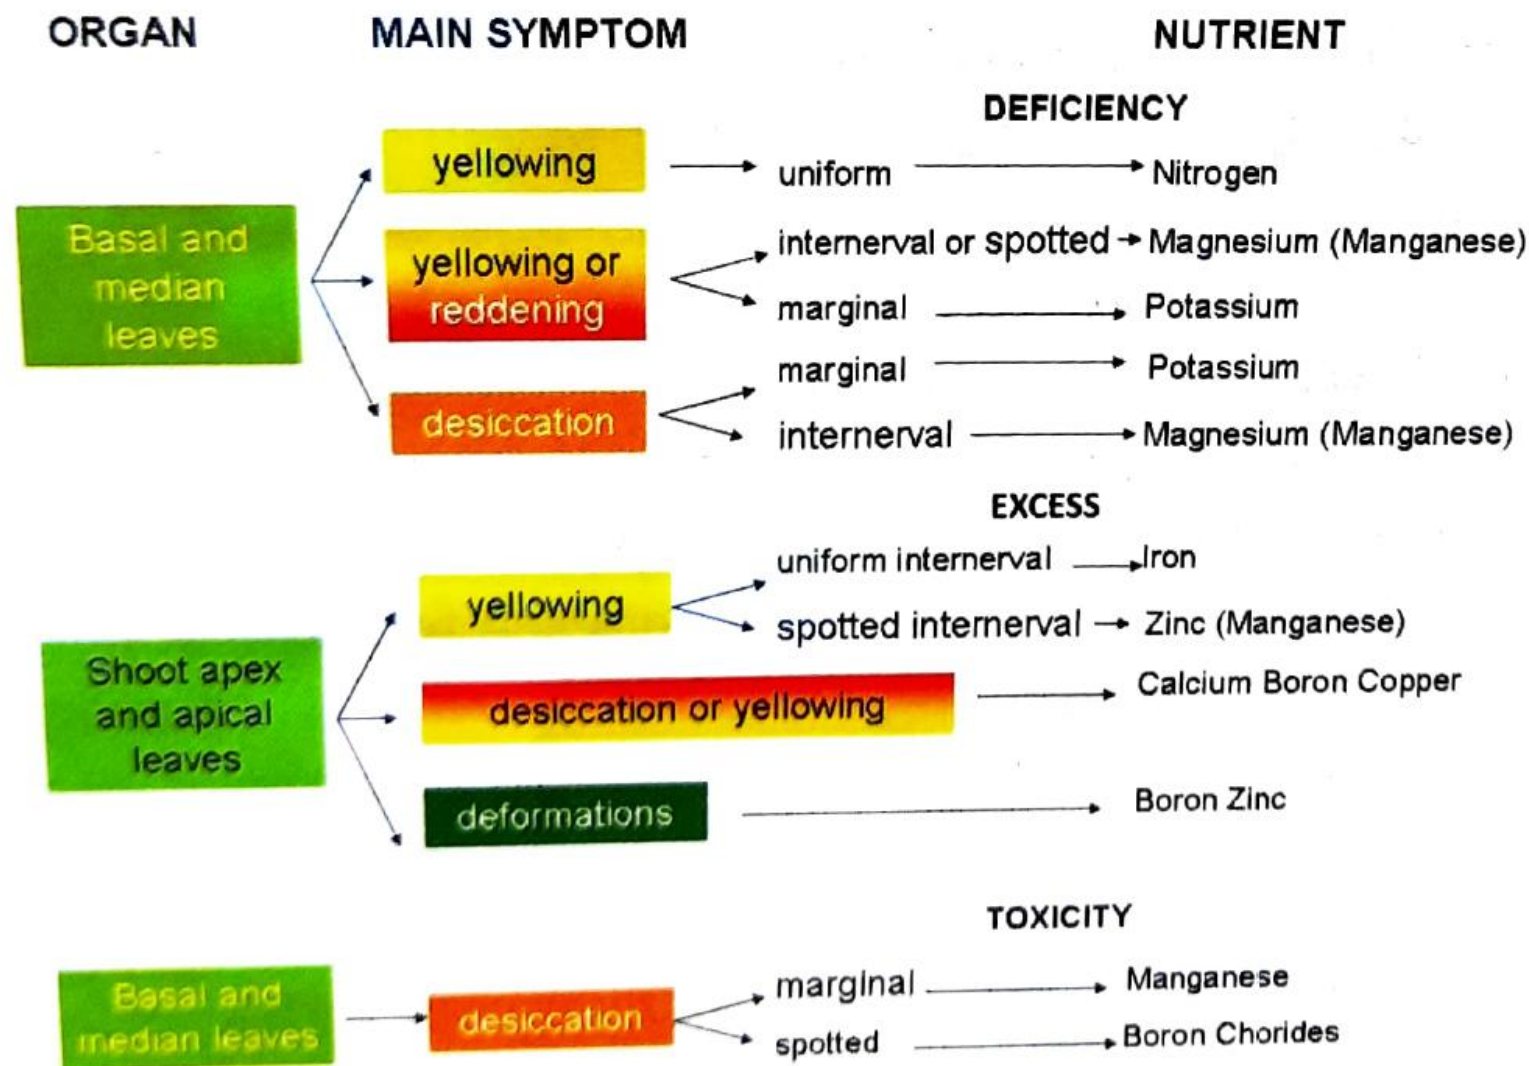 ORGAN MAIN SYMPTOM NUTRIENT
DEFICIENCY
yellowing uniform Nitrogen
Basal and
median
leaves
yellowing or
reddening
internerval or spotted Magnesium (Manganese)
marginal Potassium
desiccation
marginal Potassium
internerval Magnesium (Manganese)
EXCESS
Shoot apex
and apical
leaves
yellowing
uniform internerval Iron
spotted internerval Zinc (Manganese)
desiccation or yellowing Calcium Boron Copper
deformations Boron Zinc
TOXICITY
Basal and
median leaves
desiccation
marginal Manganese
spotted Boron Chorides